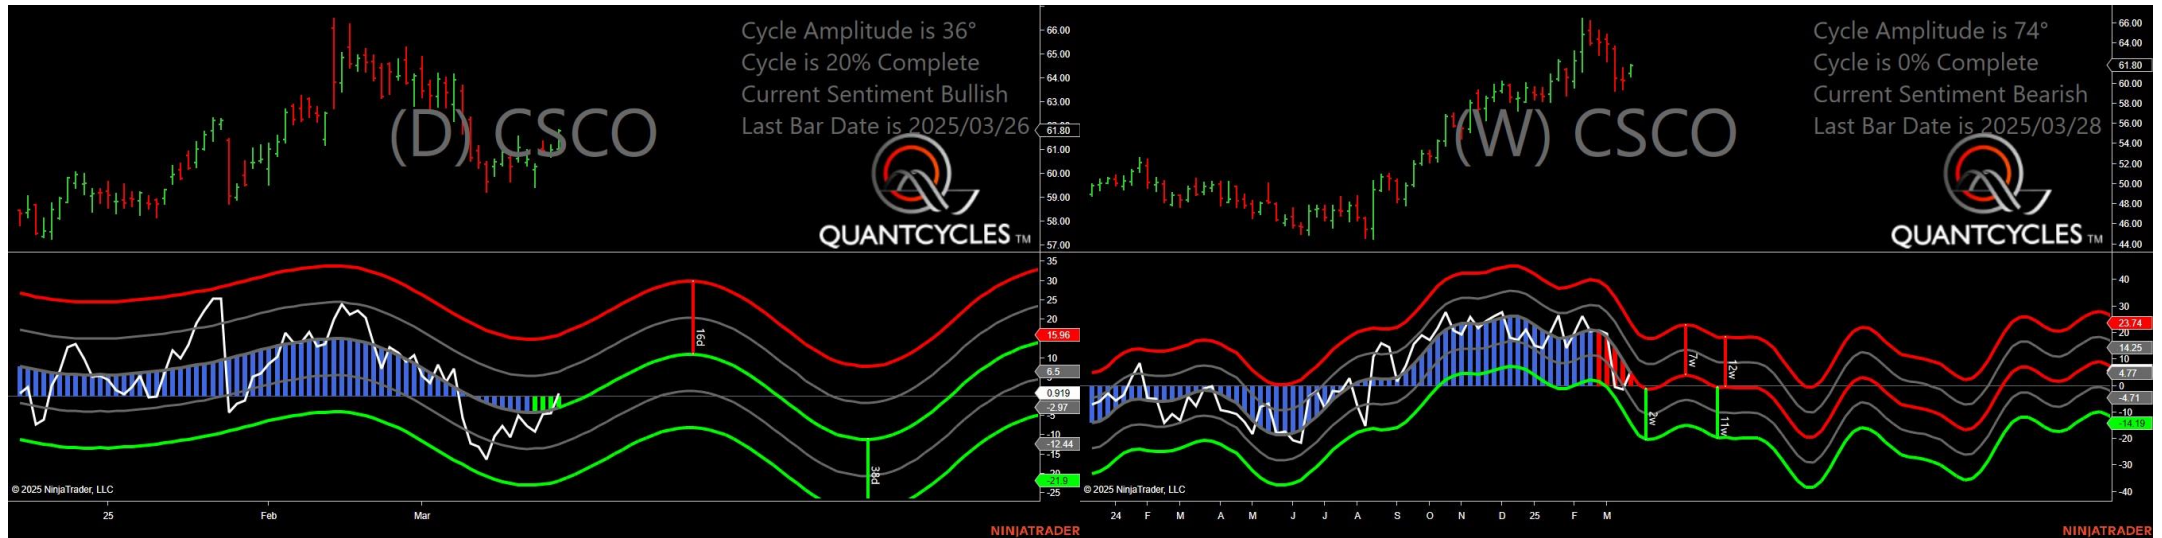 Cycle Amplitude is 36°
Cycle is 20% Complete
Current Sentiment Bullish
Last Bar Date is 2025/03/26
(D) CSCO
QUANTCYCLES TM
66.00
65.00
64.00
63.00
61.80
61.00
60.00
59.00
58.00
57.00
35
30
25
20
15.96
10
6.5
0.919
-2.97
-5
-10
-12.44
-15
-20
-21.9
-25
16d
38d
© 2025 NinjaTrader, LLC
25 Feb Mar
NINJATRADER
Cycle Amplitude is 74°
Cycle is 0% Complete
Current Sentiment Bearish
Last Bar Date is 2025/03/28
(W) CSCO
QUANTCYCLES TM
66.00
64.00
61.80
60.00
58.00
56.00
54.00
52.00
50.00
48.00
46.00
44.00
40
30
23.74
20
14.25
10
4.77
0
-4.71
-10
-14.19
-20
-30
-40
7w
12w
2w
11w
© 2025 NinjaTrader, LLC
24 F M A M J J A S O N D 25 F M
NINJATRADER